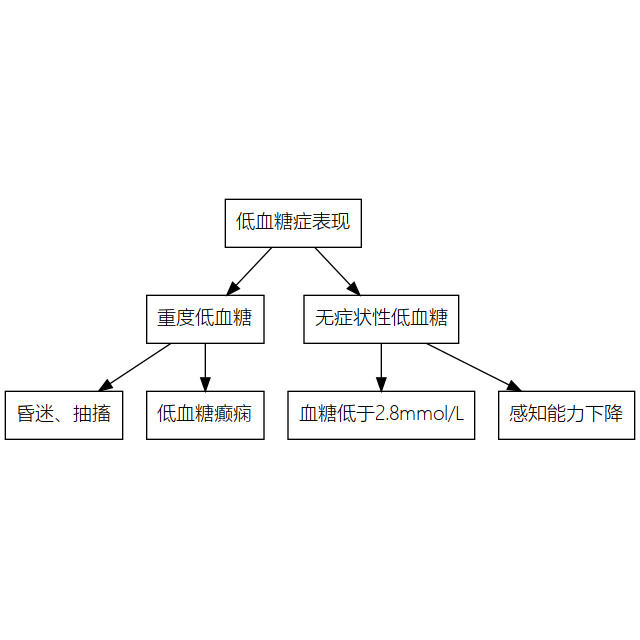 低血糖症表现
重度低血糖
无症状性低血糖
昏迷、抽搐
低血糖癫痫
血糖低于2.8mmol/L
感知能力下降